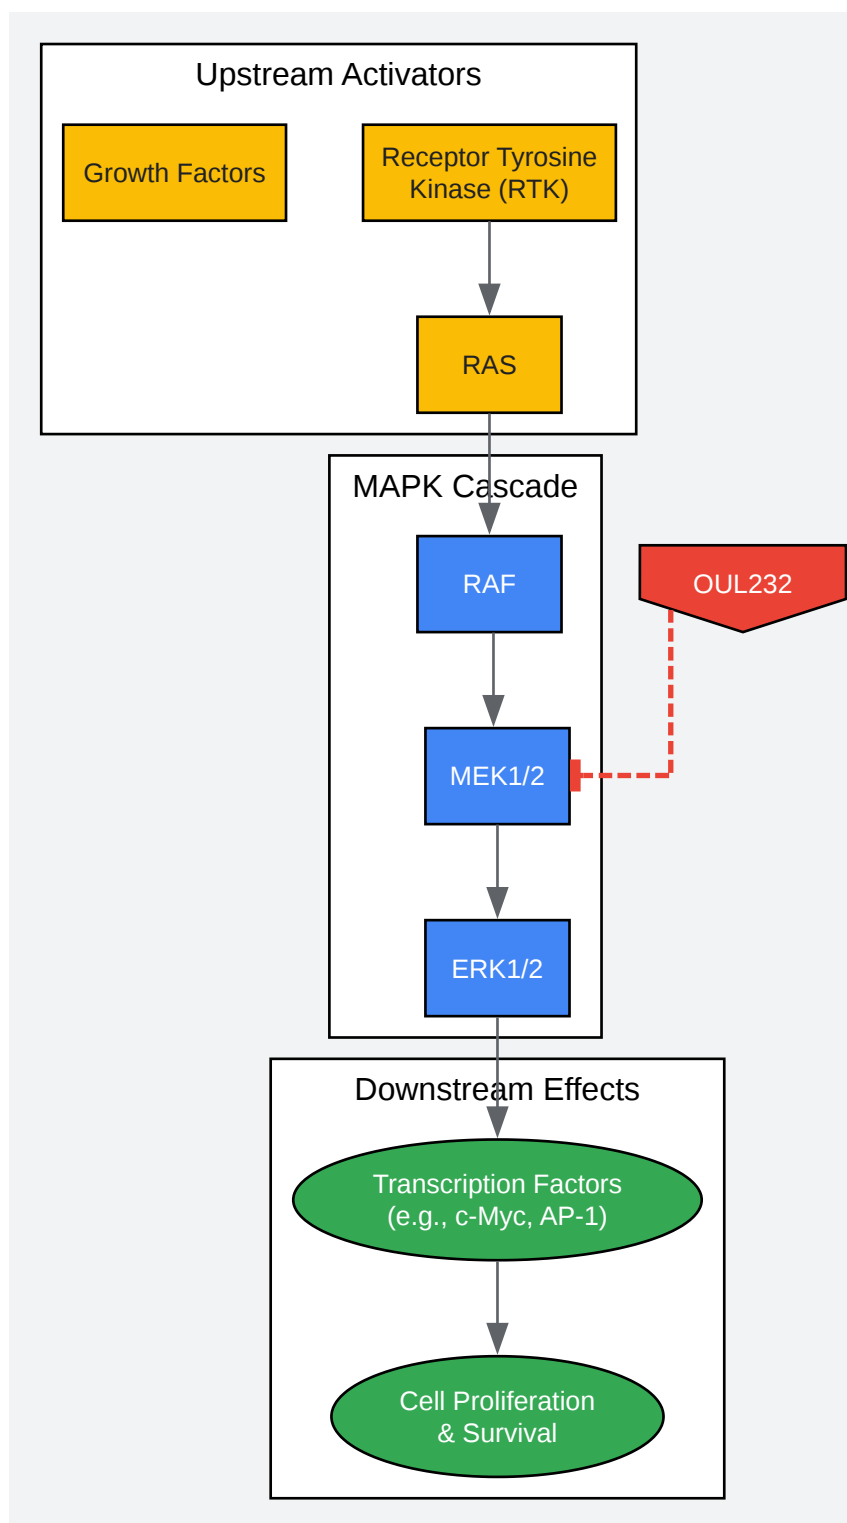 Upstream Activators
Growth Factors
Receptor Tyrosine
Kinase (RTK)
RAS
MAPK Cascade
RAF
OUL232
MEK1/2
ERK1/2
Downstream Effects
Transcription Factors
(e.g., c-Myc, AP-1)
Cell Proliferation
& Survival